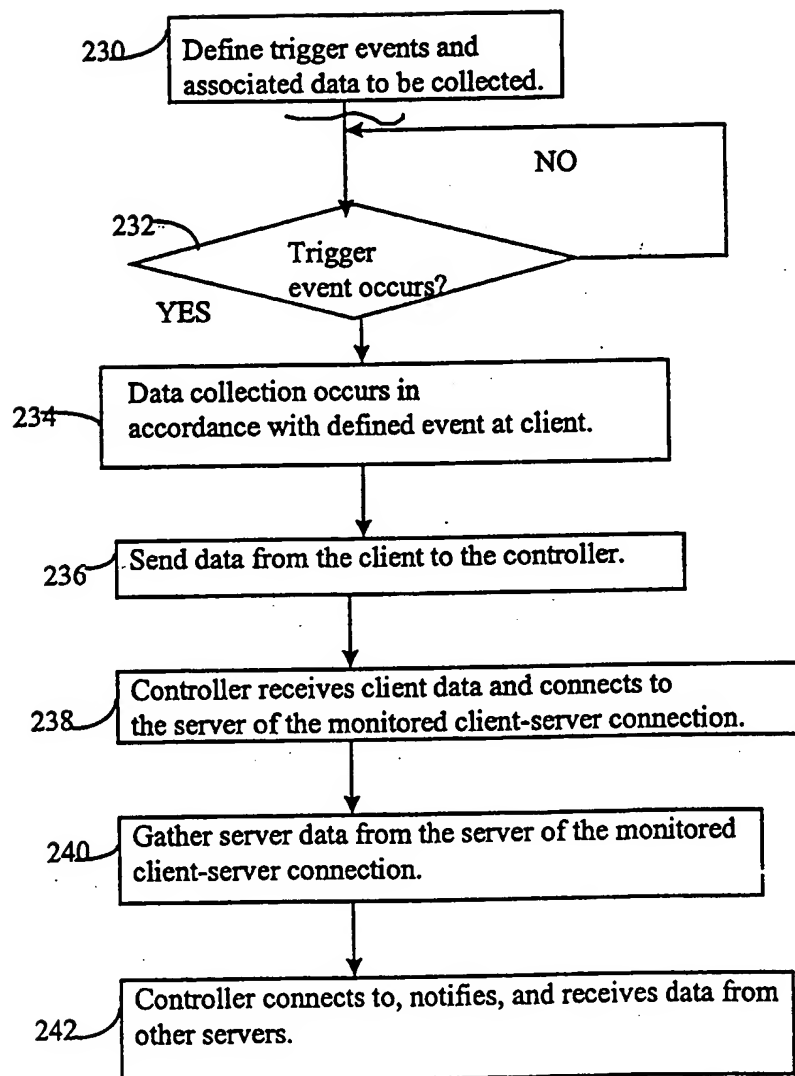 230
Define trigger events and
associated data to be collected.
NO
232
Trigger
event occurs?
YES
234
Data collection occurs in
accordance with defined event at client.
236
Send data from the client to the controller.
238
Controller receives client data and connects to
the server of the monitored client-server connection.
240
Gather server data from the server of the monitored
client-server connection.
242
Controller connects to, notifies, and receives data from
other servers.